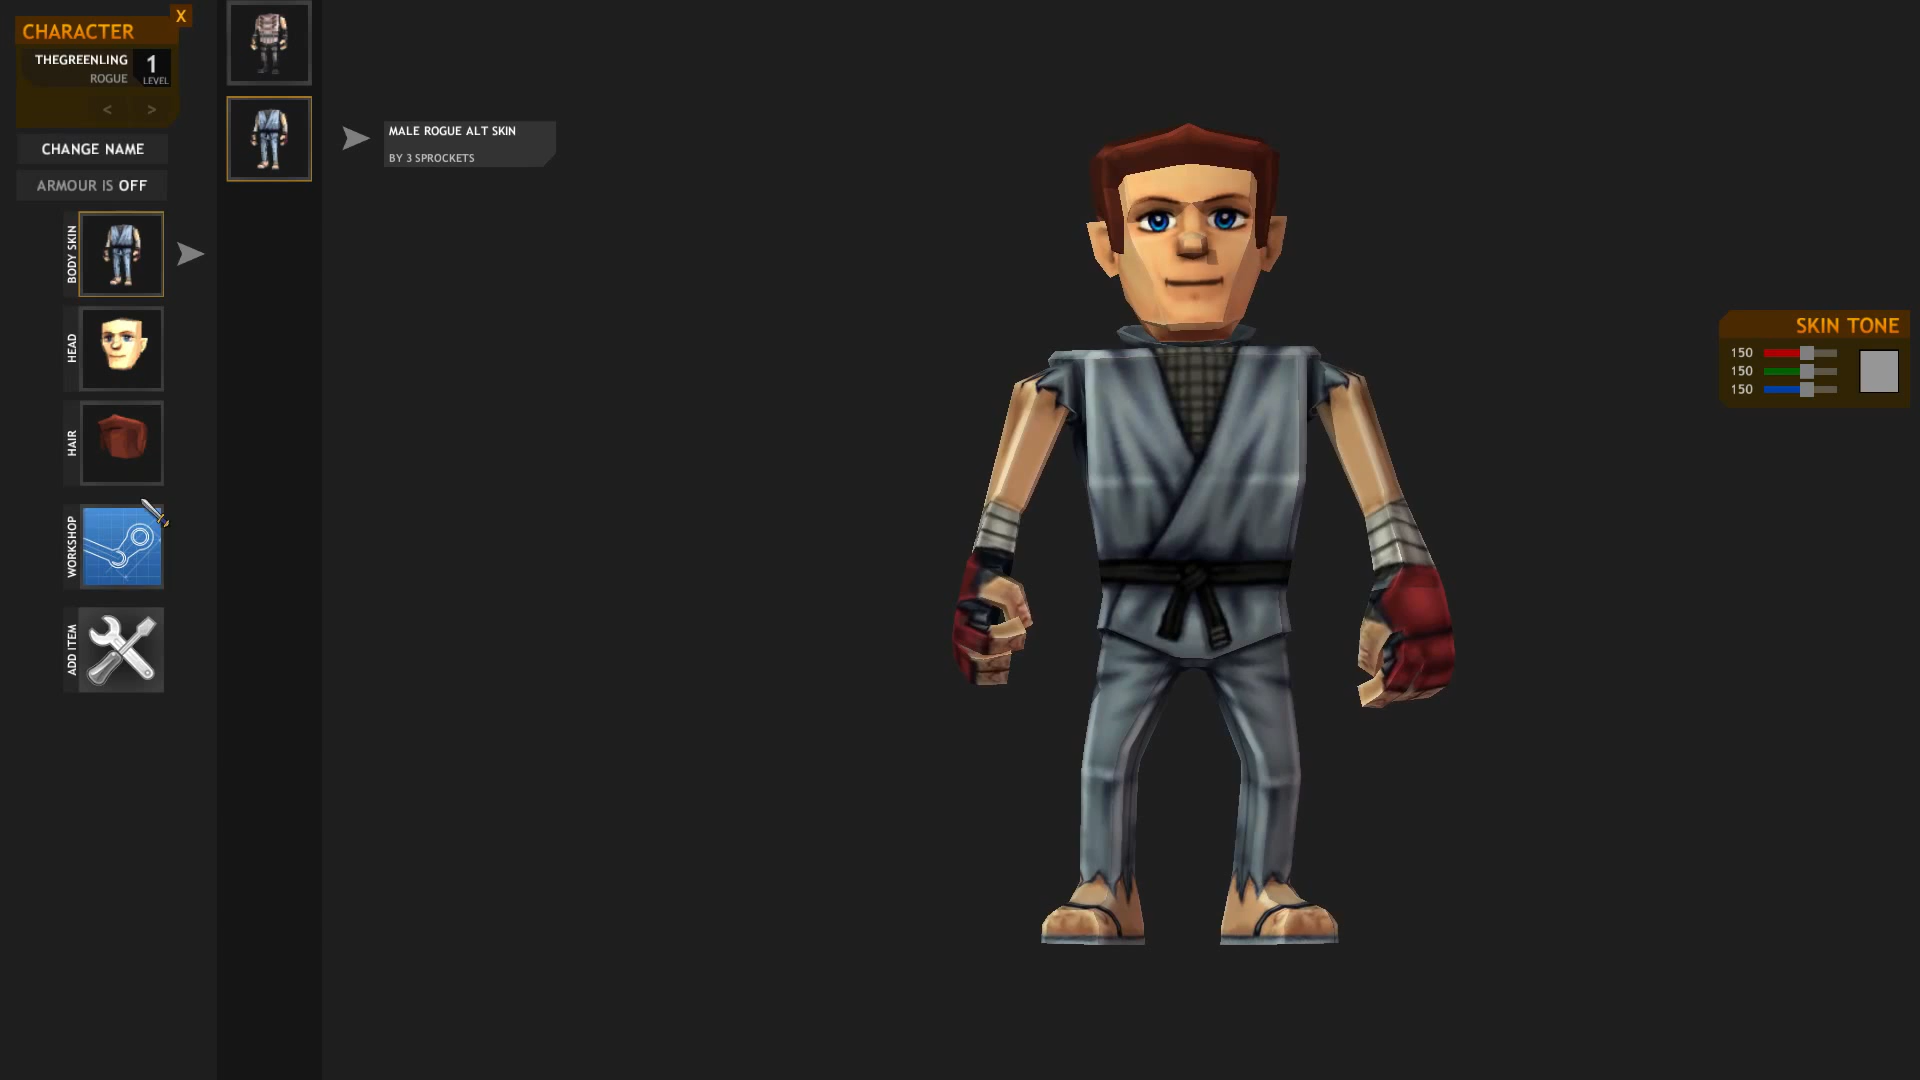 X
CHARACTER
THEGREENLING
ROGUE
1
LEVEL
< >
CHANGE NAME
ARMOUR IS OFF
BODY SKIN
HEAD
HAIR
WORKSHOP
ADD ITEM
MALE ROGUE ALT SKIN
BY 3 SPROCKETS
SKIN TONE
150
150
150